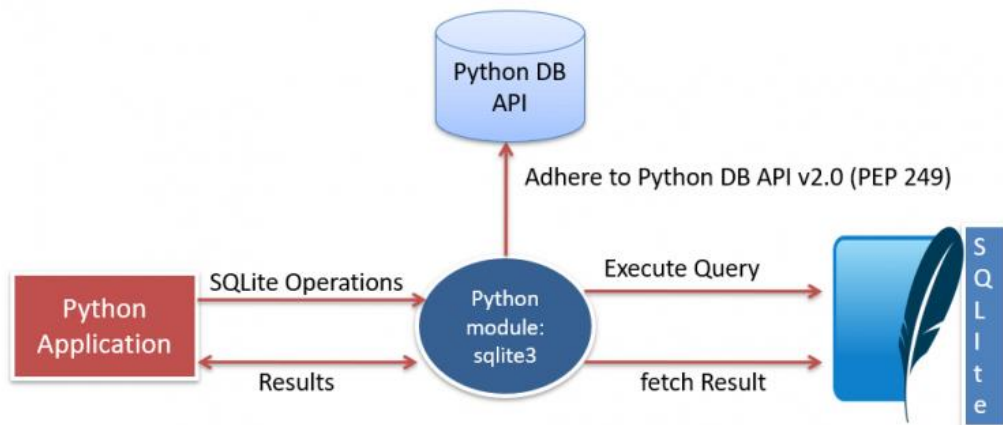 Python DB
API
Adhere to Python DB API v2.0 (PEP 249)
SQLite Operations
Execute Query
Python
Application
Python
module:
sqlite3
Results
fetch Result
SQLIte